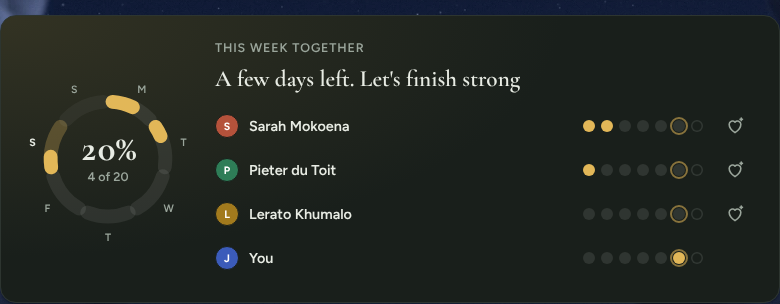 THIS WEEK TOGETHER
A few days left. Let's finish strong
S
M
T
W
T
F
S
20%
4 of 20
S Sarah Mokoena
P Pieter du Toit
L Lerato Khumalo
J You